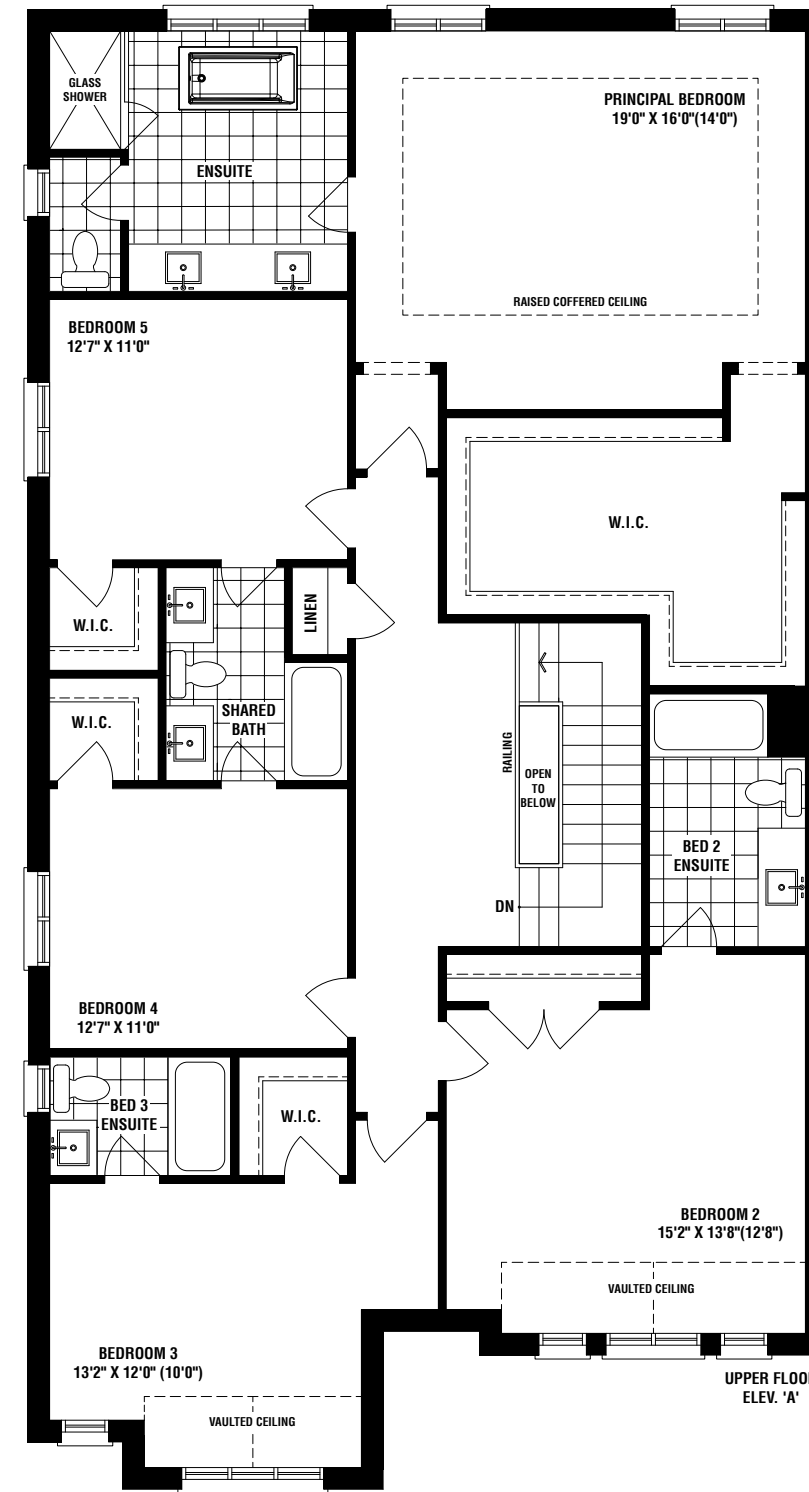 GLASS
SHOWER
ENSUITE
PRINCIPAL BEDROOM
19'0" X 16'0"(14'0")
RAISED COFFERED CEILING
BEDROOM 5
12'7" X 11'0"
W.I.C.
W.I.C.
LINEN
W.I.C.
SHARED
BATH
RAILING
OPEN
TO
BELOW
DN
BED 2
ENSUITE
BEDROOM 4
12'7" X 11'0"
BED 3
ENSUITE
W.I.C.
BEDROOM 2
15'2" X 13'8"(12'8")
VAULTED CEILING
BEDROOM 3
13'2" X 12'0" (10'0")
VAULTED CEILING
UPPER FLOO
ELEV. 'A'